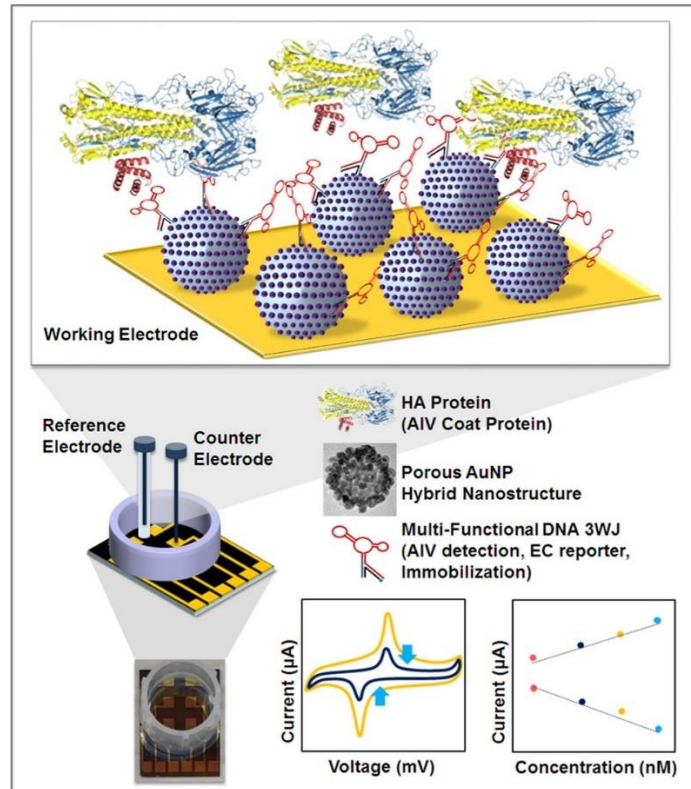 Working Electrode
Reference
Electrode
Counter
Electrode
HA Protein
(AIV Coat Protein)
Porous AuNP
Hybrid Nanostructure
Multi-Functional DNA 3WJ
(AIV detection, EC reporter,
Immobilization)
Current (μA)
Voltage (mV)
Current (μA)
Concentration (nM)